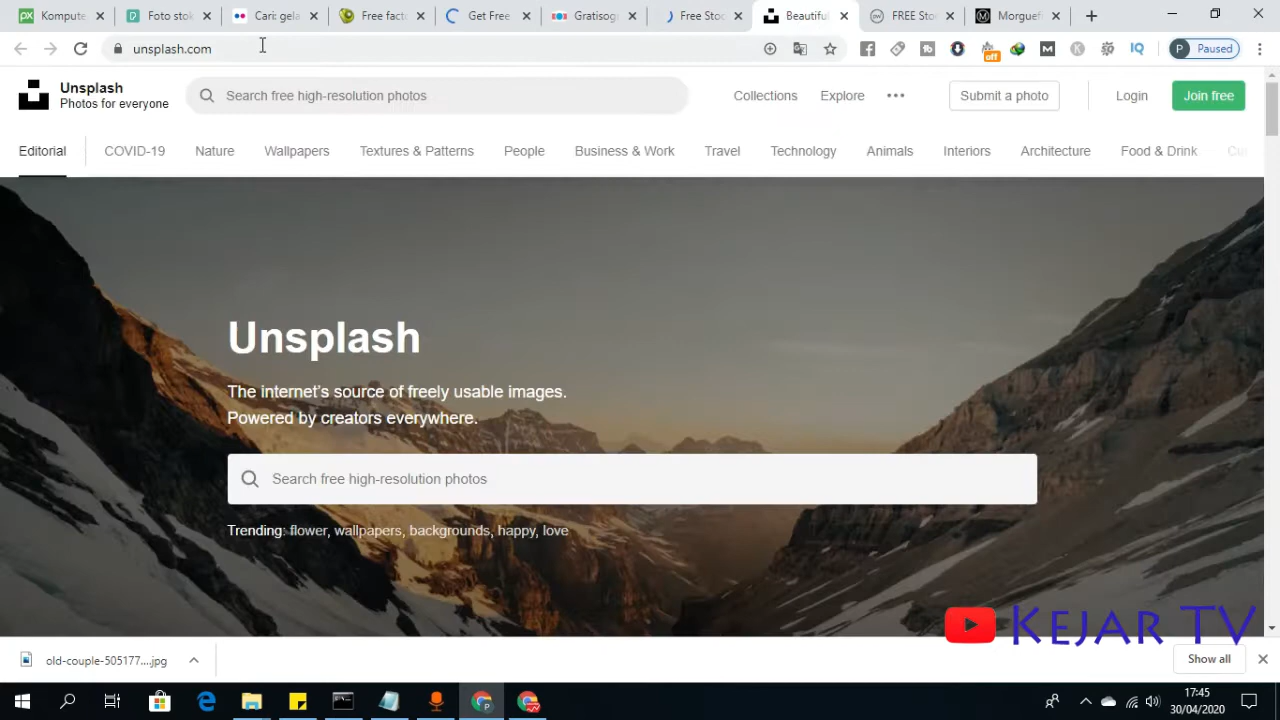 Kompute
Foto stok
Cari: gela
Free facto
Get Free
Gratisogr
Free Stoc
Beautiful
FREE Sto
Morguefi
unsplash.com
off
Paused
Unsplash
Photos for everyone
Search free high-resolution photos
Collections
Explore
Submit a photo
Login
Join free
Editorial
COVID-19
Nature
Wallpapers
Textures & Patterns
People
Business & Work
Travel
Technology
Animals
Interiors
Architecture
Food & Drink
Cu
Unsplash
The internet's source of freely usable images.
Powered by creators everywhere.
Search free high-resolution photos
Trending: flower, wallpapers, backgrounds, happy, love
KEJAR TV
old-couple-505177....jpg
Show all
17:45
30/04/2020